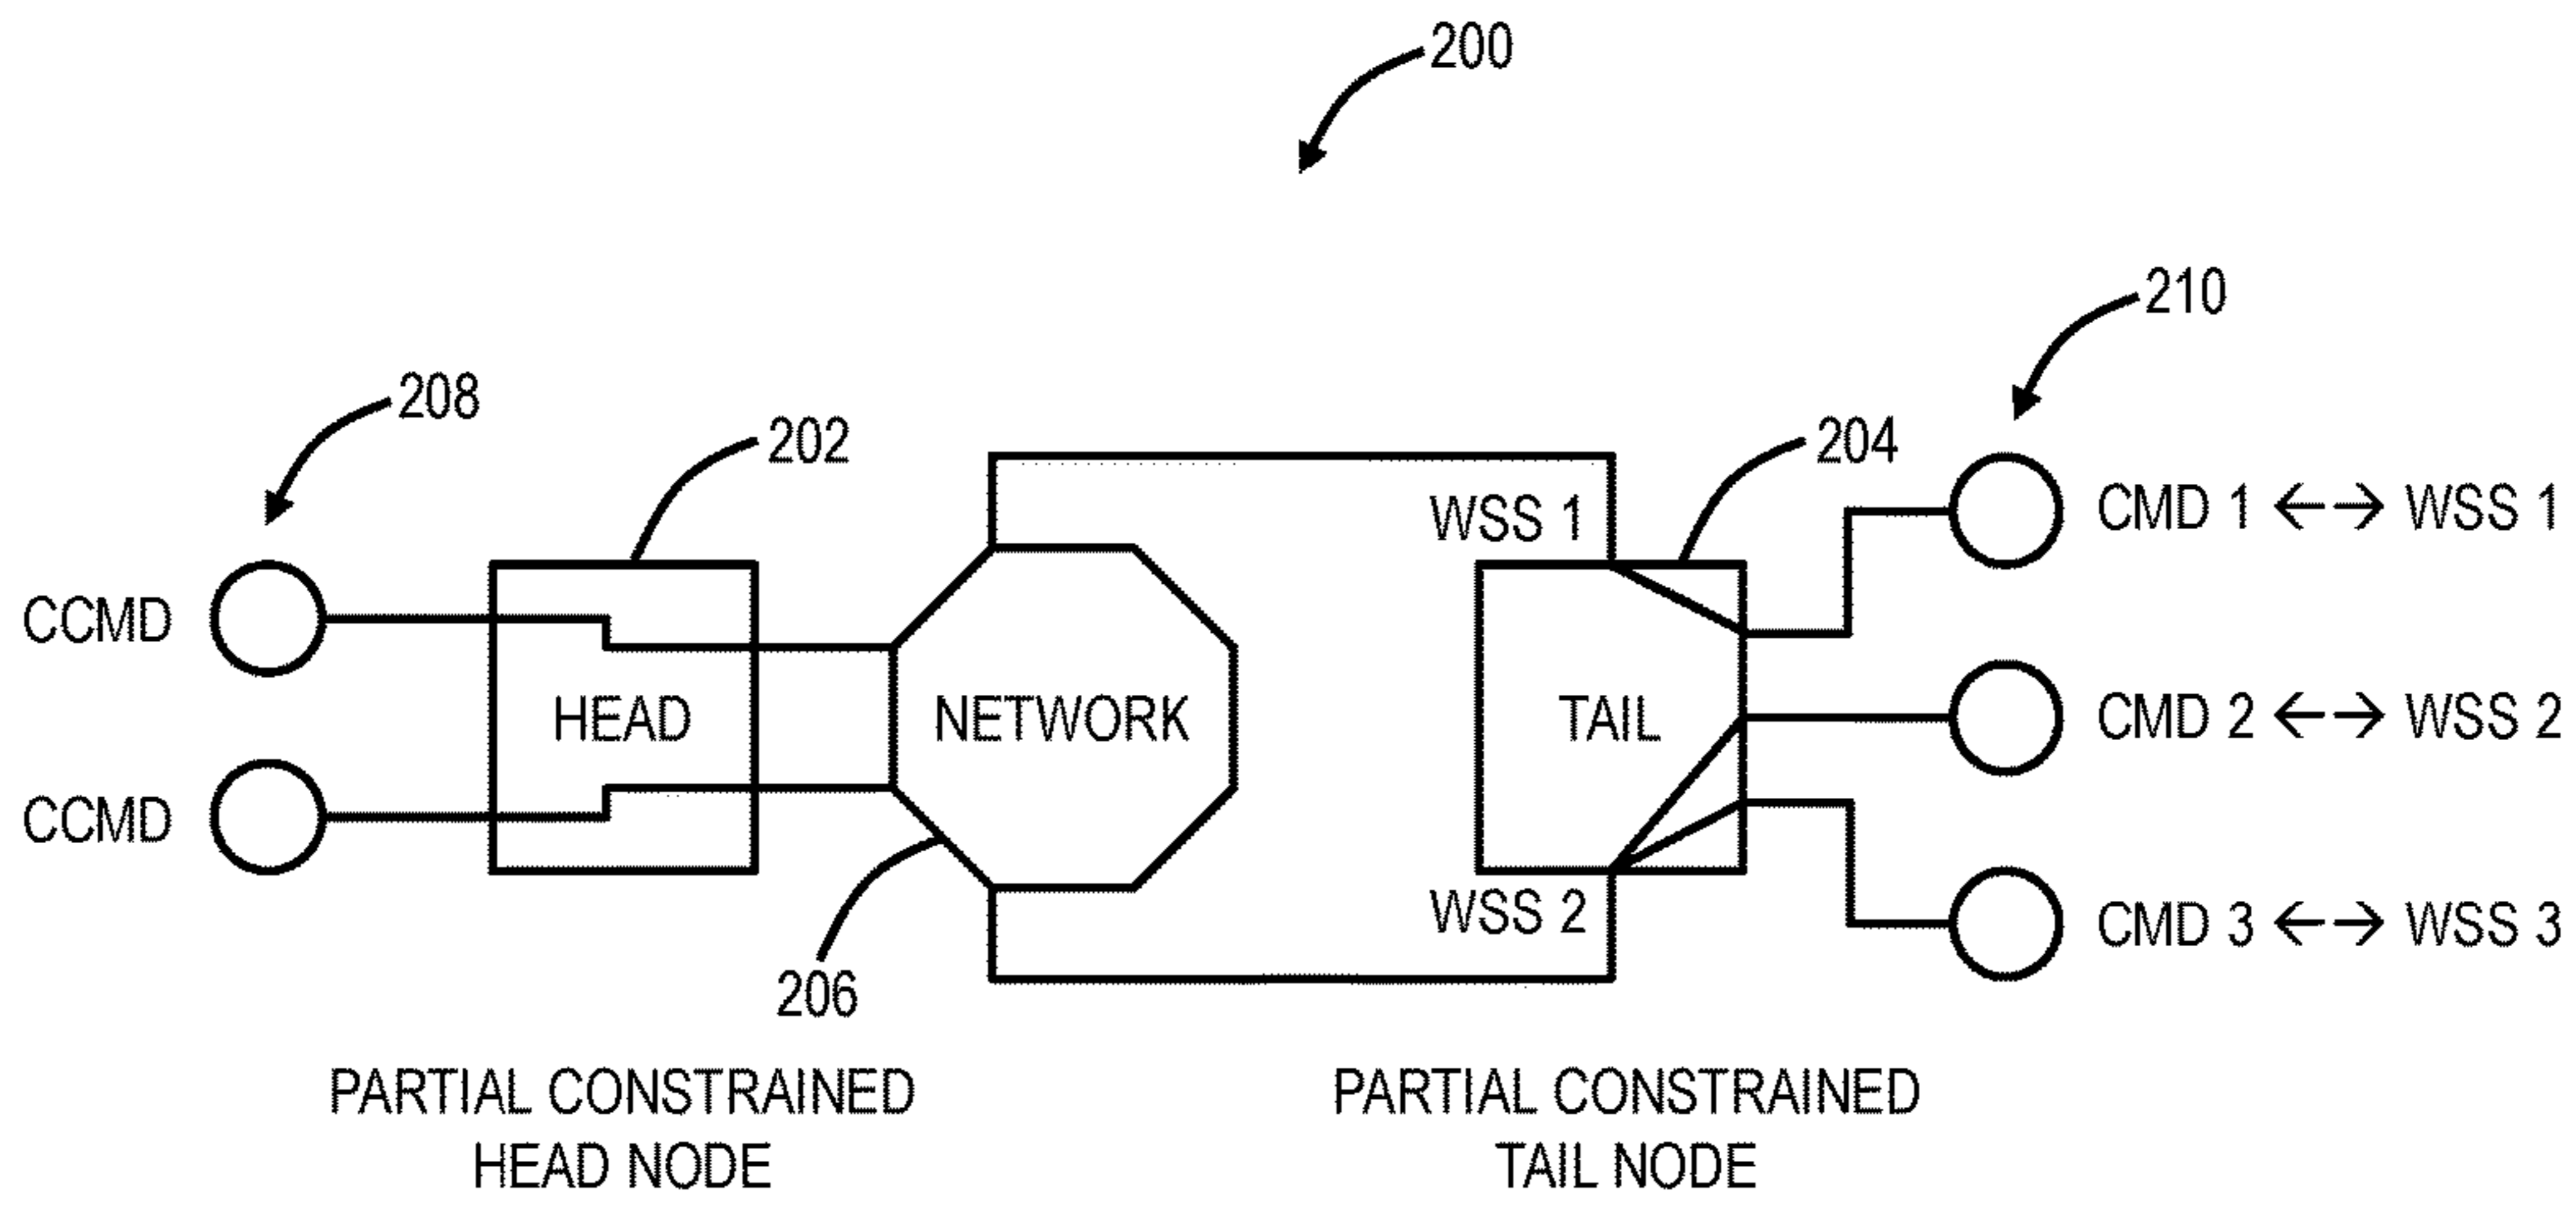 200
210
208
202
204
WSS 1
CMD 1 ←→ WSS 1
CCMD
HEAD
NETWORK
TAIL
CMD 2 ←→ WSS 2
CCMD
WSS 2
CMD 3 ←→ WSS 3
206
PARTIAL CONSTRAINED
HEAD NODE
PARTIAL CONSTRAINED
TAIL NODE